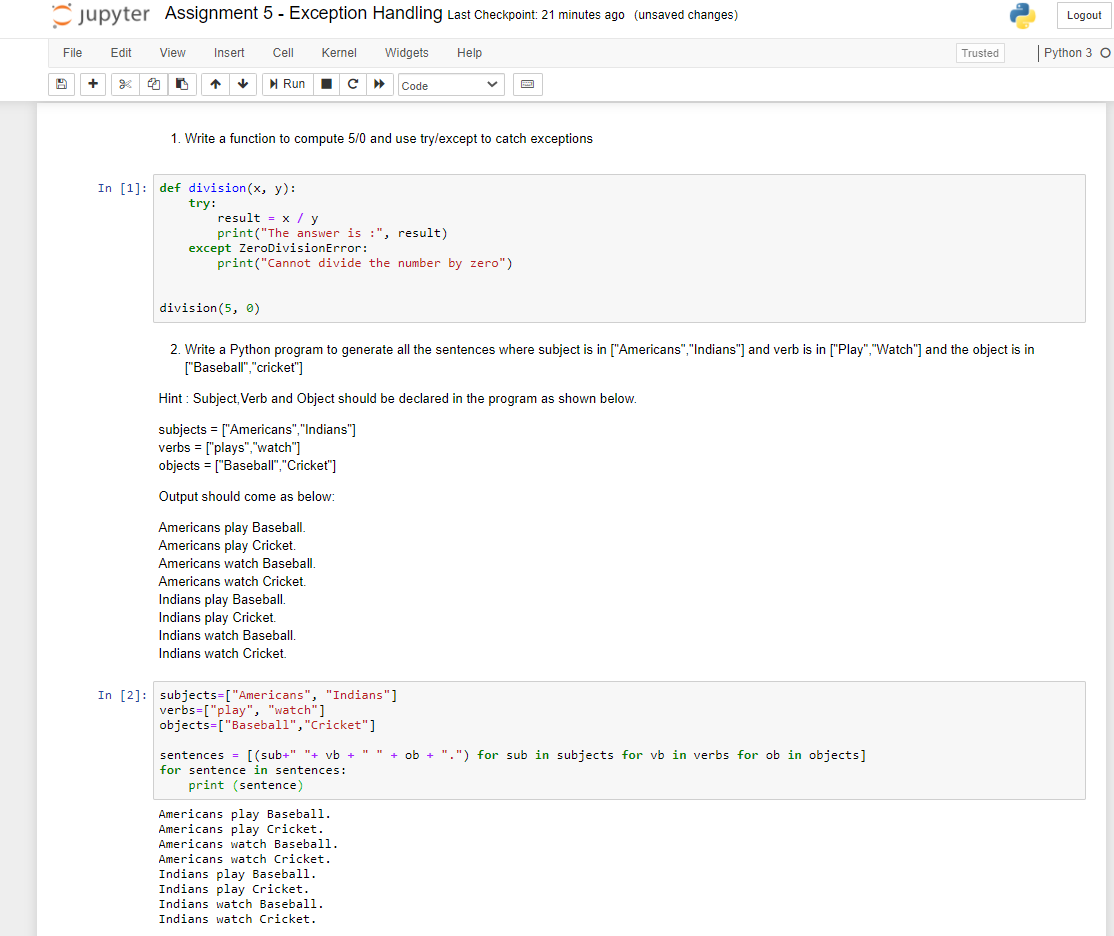 jupyter Assignment 5 - Exception Handling Last Checkpoint: 21 minutes ago (unsaved changes) Logout
File Edit View Insert Cell Kernel Widgets Help Trusted Python 3
Run Code
1. Write a function to compute 5/0 and use try/except to catch exceptions
In [1]: def division(x, y):
    try:
        result = x / y
        print("The answer is :", result)
    except ZeroDivisionError:
        print("Cannot divide the number by zero")
division(5, 0)
2. Write a Python program to generate all the sentences where subject is in ["Americans","Indians"] and verb is in ["Play","Watch"] and the object is in
["Baseball","cricket"]
Hint : Subject,Verb and Object should be declared in the program as shown below.
subjects = ["Americans","Indians"]
verbs = ["plays","watch"]
objects = ["Baseball","Cricket"]
Output should come as below:
Americans play Baseball.
Americans play Cricket.
Americans watch Baseball.
Americans watch Cricket.
Indians play Baseball.
Indians play Cricket.
Indians watch Baseball.
Indians watch Cricket.
In [2]: subjects=["Americans", "Indians"]
verbs=["play", "watch"]
objects=["Baseball","Cricket"]
sentences = [(sub+" "+ vb + " " + ob + ".") for sub in subjects for vb in verbs for ob in objects]
for sentence in sentences:
    print (sentence)
Americans play Baseball.
Americans play Cricket.
Americans watch Baseball.
Americans watch Cricket.
Indians play Baseball.
Indians play Cricket.
Indians watch Baseball.
Indians watch Cricket.